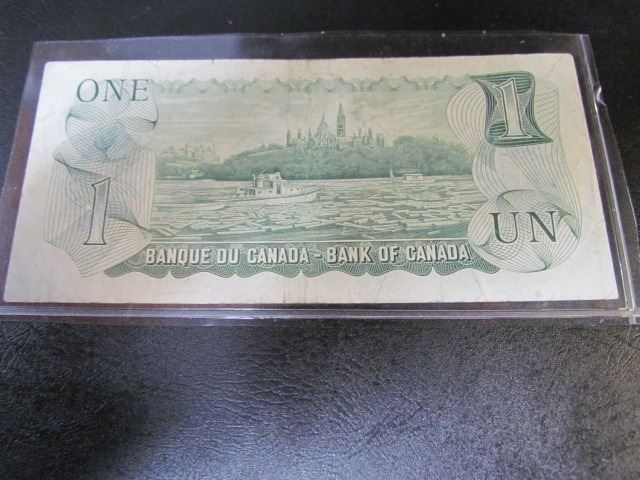 ONE
1
1
UN
BANQUE DU CANADA - BANK OF CANADA